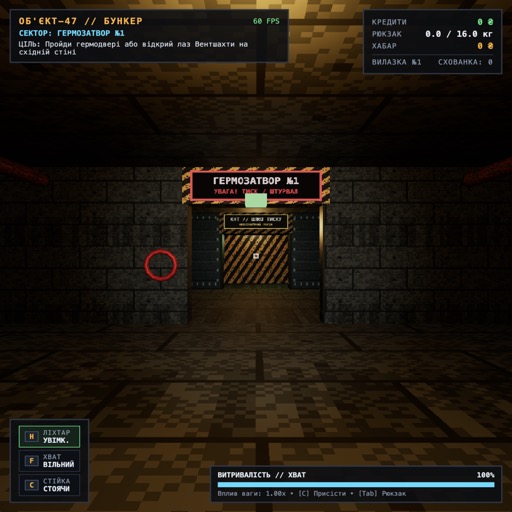 ОБ'ЄКТ-47 // БУНКЕР
60 FPS
СЕКТОР: ГЕРМОЗАТВОР №1
ЦІЛЬ: Пройди гермодвері або відкрий лаз Вентшахти на
східній стіні
КРЕДИТИ 0 ₴
РЮКЗАК 0.0 / 16.0 кг
ХАБАР 0 ₴
ВИЛАЗКА №1 СХОВАНКА: 0
ГЕРМОЗАТВОР №1
УВАГА! ТИСК / ШТУРВАЛ
H ЛІХТАР
УВІМК.
F ХВАТ
ВІЛЬНИЙ
C СТІЙКА
СТОЯЧИ
ВИТРИВАЛІСТЬ // ХВАТ 100%
Вплив ваги: 1.00x • [C] Присісти • [Tab] Рюкзак